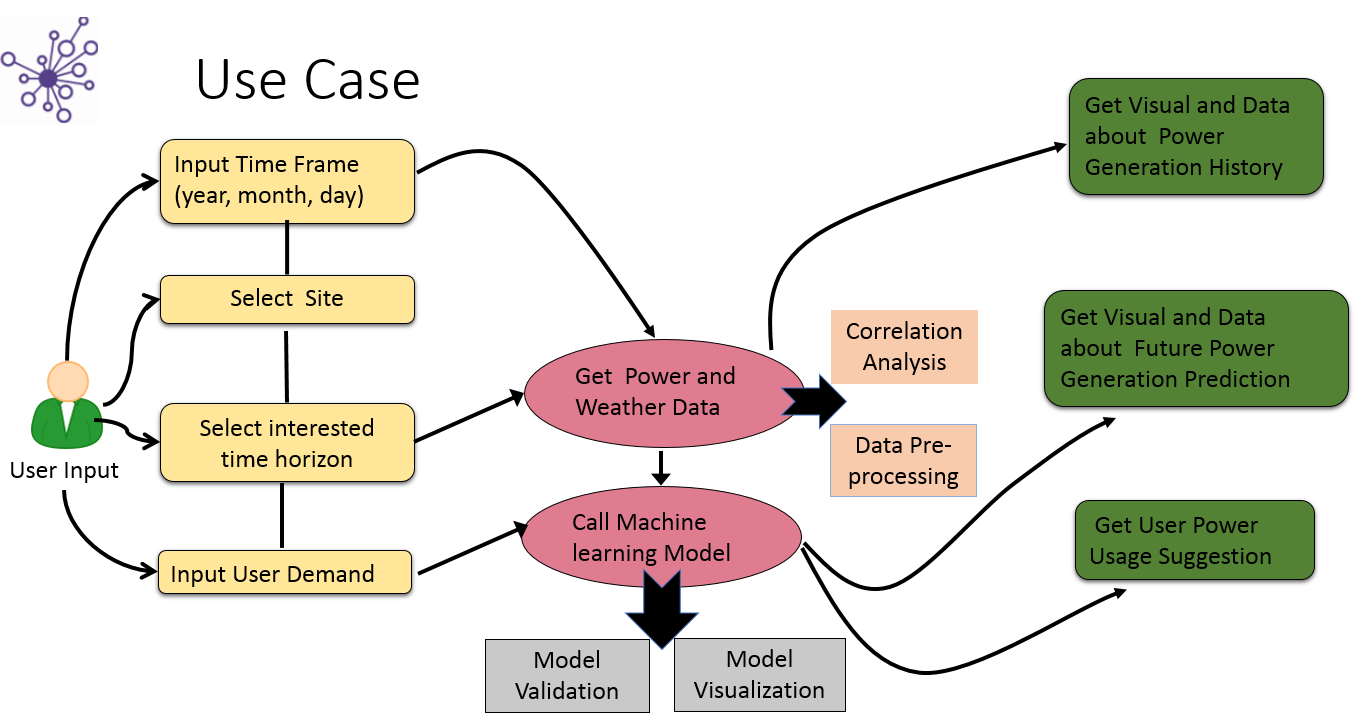 Use Case
Input Time Frame
(year, month, day)
Select Site
Select interested
time horizon
Input User Demand
User Input
Get Power and
Weather Data
Call Machine
learning Model
Correlation
Analysis
Data Pre-
processing
Model
Validation
Model
Visualization
Get Visual and Data
about Power
Generation History
Get Visual and Data
about Future Power
Generation Prediction
Get User Power
Usage Suggestion